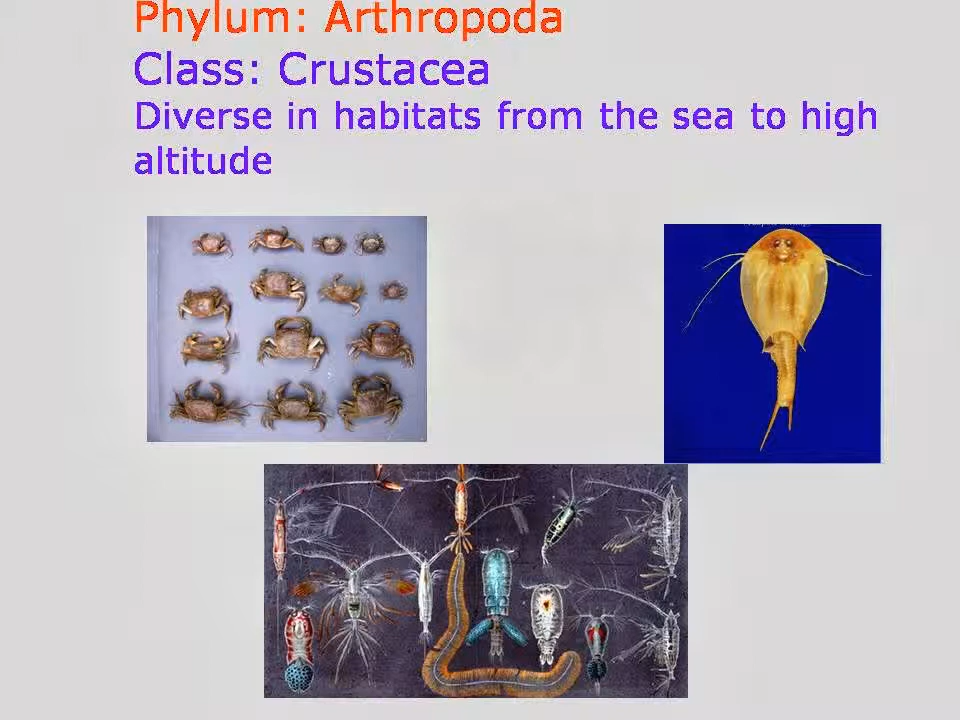 Phylum: Arthropoda
Class: Crustacea
Diverse in habitats from the sea to high
altitude